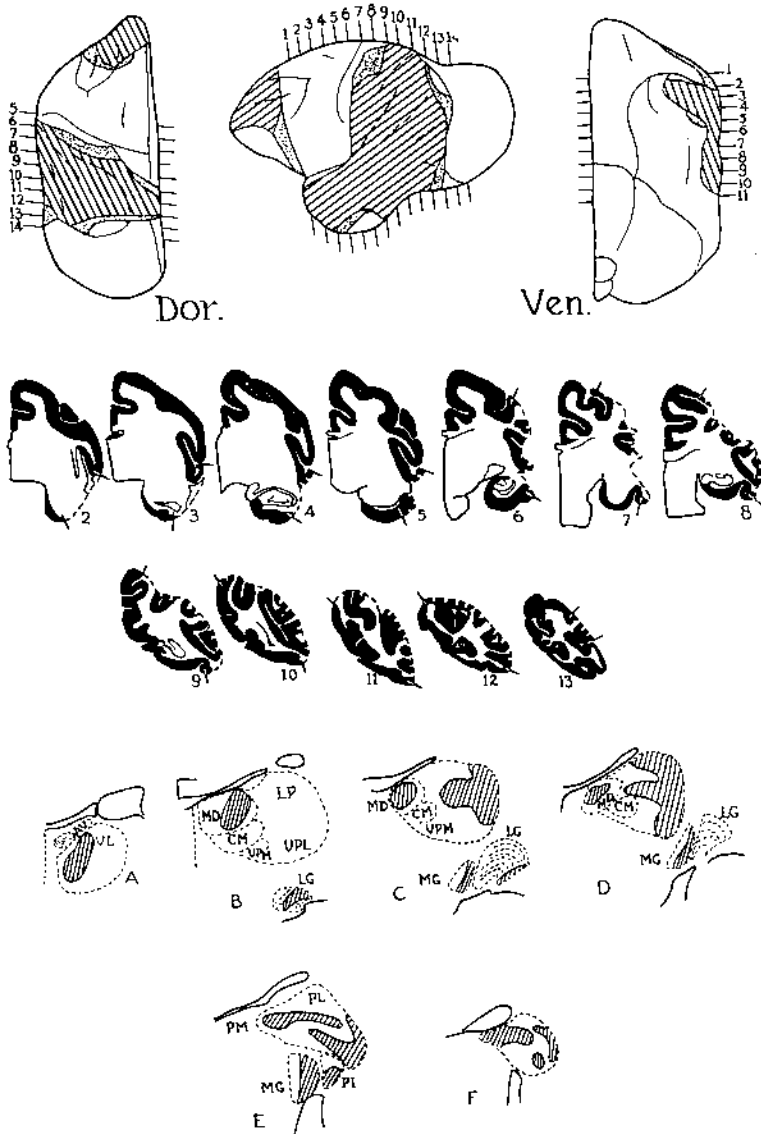 1 2 3 4 5 6 7 8 9 10 11 12 13 14
5
6
7
8
9
10
11
12
13
14
1
2
3
4
5
6
7
8
9
10
11
Dor.
Ven.
2 3 4 5 6 7 8
9 10 11 12 13
VL
A
LP
MD
CM
VPM
VPL
LG
B
MD
CM
VPM
LG
MG
C
MD
CM
LG
MG
D
PL
PM
MG
PI
E
F